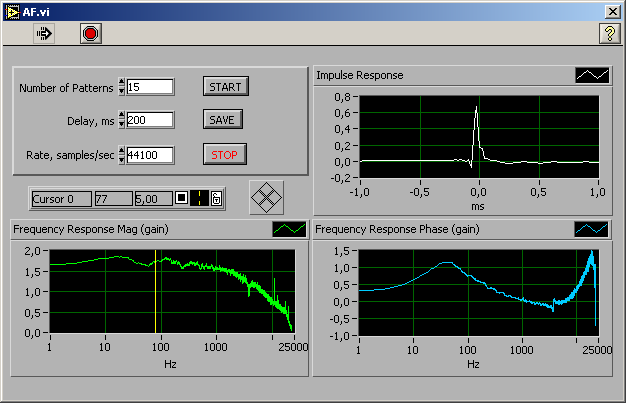 AF.vi
?
Number of Patterns 15 START
Delay, ms 200 SAVE
Rate, samples/sec 44100 STOP
Cursor 0 77 5,00
Impulse Response
0,8
0,6
0,4
0,2
0,0
-0,2
-1,0 -0,5 0,0 0,5 1,0
ms
Frequency Response Mag (gain)
2,0
1,5
1,0
0,5
0,0
1 10 100 1000 25000
Hz
Frequency Response Phase (gain)
1,5
1,0
0,5
0,0
-0,5
-1,0
1 10 100 1000 25000
Hz